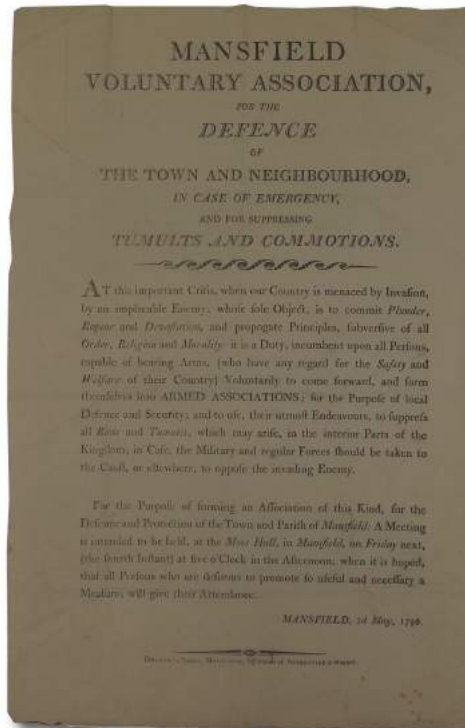 MANSFIELD
VOLUNTARY ASSOCIATION,
FOR THE
DEFENCE
OF
THE TOWN AND NEIGHBOURHOOD,
IN CASE OF EMERGENCY,
AND FOR SUPPRESSING
TUMULTS AND COMMOTIONS.
AT this important Crisis, when our Country is menaced by Invasion,
by an implacable Enemy, whose sole Object, is to commit Plunder,
Rapine and Devastation, and propogate Principles, subversive of all
Order, Religion and Morality: it is a Duty, incumbent upon all Persons,
capable of bearing Arms, (who have any regard for the Safety and
Welfare of their Country) Voluntarily to come forward, and form
themselves into ARMED ASSOCIATIONS; for the Purpose of local
Defence and Security; and to use, their utmost Endeavours, to suppress
all Riots and Tumults, which may arise, in the interior Parts of the
Kingdom, in Case, the Military and regular Forces should be taken to
the Coast, or elsewhere, to oppose the invading Enemy.
For the Purpose of forming an Association of this Kind, for the
Defence and Protection of the Town and Parish of Mansfield: A Meeting
is intended to be held, at the Moot Hall, in Mansfield, on Friday next,
(the fourth Instant) at five o'Clock in the Afternoon; when it is hoped,
that all Persons who are desirous to promote so useful and necessary a
Measure, will give their Attendance.
MANSFIELD, May,